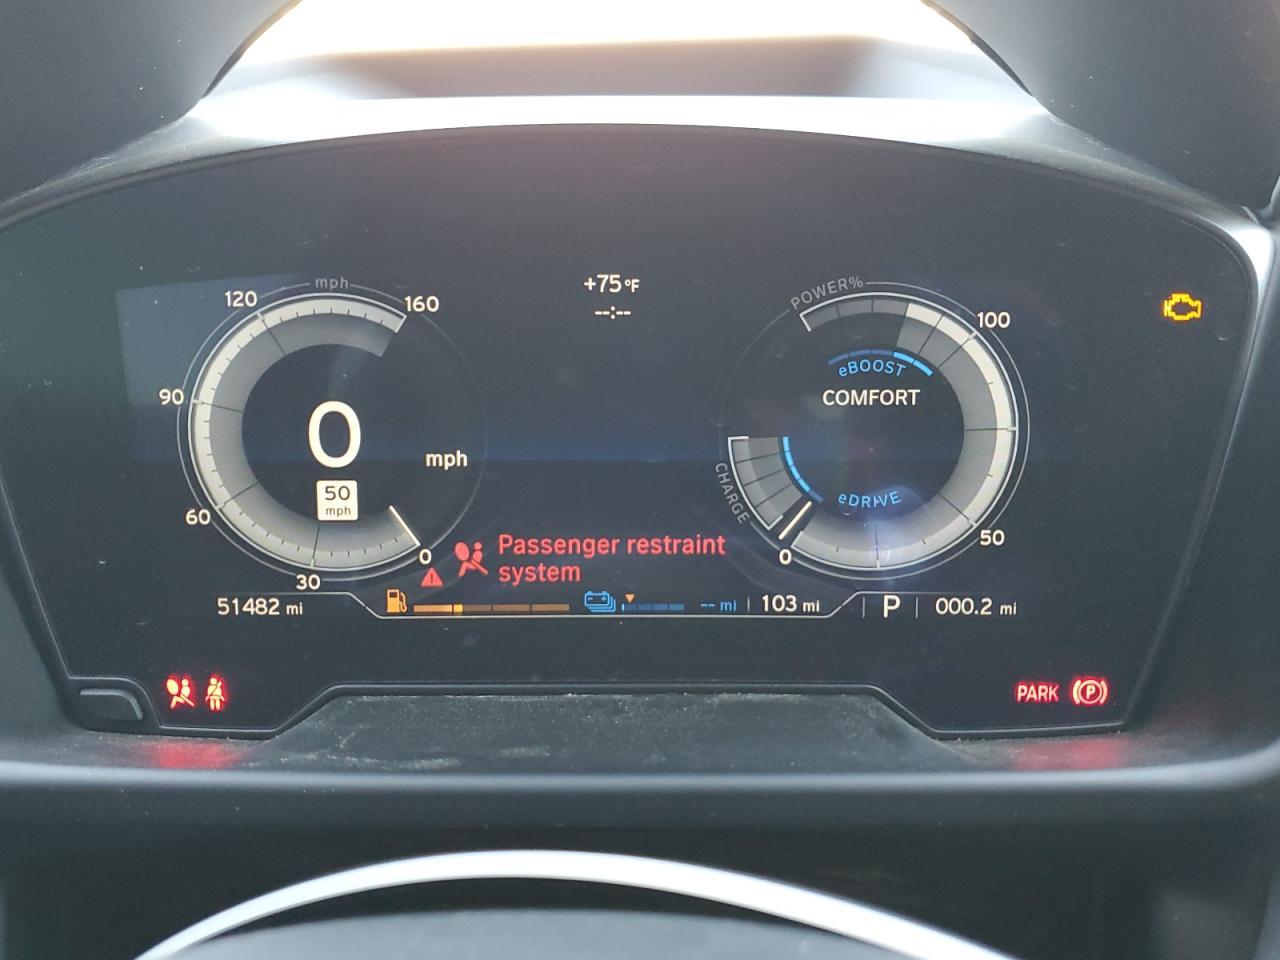 mph
120
160
90
0
mph
50
mph
60
30
0
+75°F
--:--
POWER%
100
eBOOST
COMFORT
CHARGE
eDRIVE
50
0
Passenger restraint
system
51482 mi
-- mi
103 mi
P
000.2 mi
PARK
P